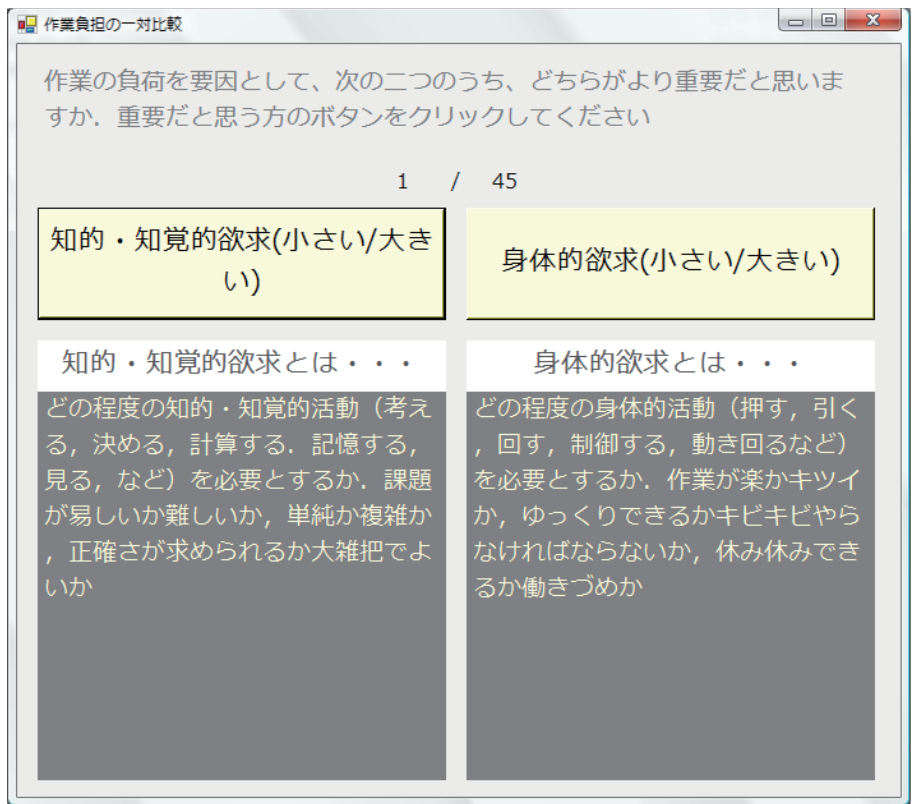 作業負担の一対比較
作業の負荷を要因として、次の二つのうち、どちらがより重要だと思いま
すか．重要だと思う方のボタンをクリックしてください
1 / 45
知的・知覚的欲求(小さい/大き
い)
身体的欲求(小さい/大きい)
知的・知覚的欲求とは・・・
どの程度の知的・知覚的活動（考え
る，決める，計算する．記憶する，
見る，など）を必要とするか．課題
が易しいか難しいか，単純か複雑か
，正確さが求められるか大雑把でよ
いか
身体的欲求とは・・・
どの程度の身体的活動（押す，引く
，回す，制御する，動き回るなど）
を必要とするか．作業が楽かキツイ
か，ゆっくりできるかキビキビやら
なければならないか，休み休みでき
るか働きづめか